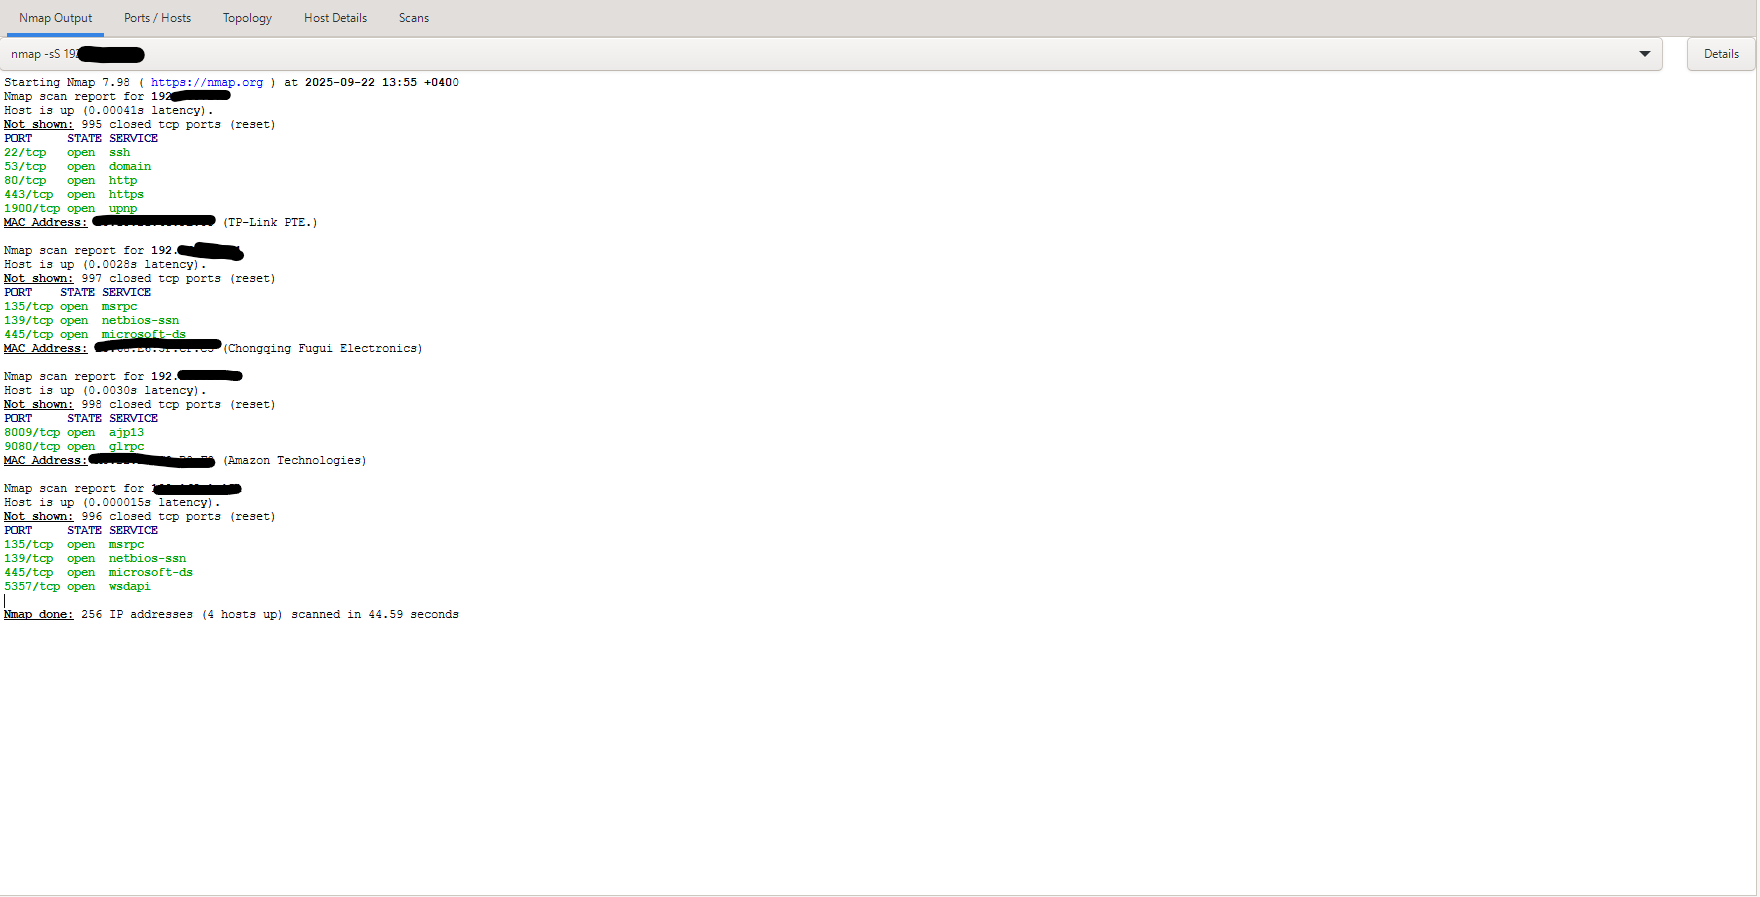 Nmap Output Ports / Hosts Topology Host Details Scans
nmap -sS 192
Details
Starting Nmap 7.98 ( https://nmap.org ) at 2025-09-22 13:55 +0400
Nmap scan report for 192
Host is up (0.00041s latency).
Not shown: 995 closed tcp ports (reset)
PORT     STATE SERVICE
22/tcp   open  ssh
53/tcp   open  domain
80/tcp   open  http
443/tcp  open  https
1900/tcp open  upnp
MAC Address: (TP-Link PTE.)
Nmap scan report for 192.
Host is up (0.0028s latency).
Not shown: 997 closed tcp ports (reset)
PORT    STATE SERVICE
135/tcp open  msrpc
139/tcp open  netbios-ssn
445/tcp open  microsoft-ds
MAC Address: (Chongqing Fugui Electronics)
Nmap scan report for 192.
Host is up (0.0030s latency).
Not shown: 998 closed tcp ports (reset)
PORT     STATE SERVICE
8009/tcp open  ajp13
9080/tcp open  glrpc
MAC Address: (Amazon Technologies)
Nmap scan report for
Host is up (0.000015s latency).
Not shown: 996 closed tcp ports (reset)
PORT     STATE SERVICE
135/tcp  open  msrpc
139/tcp  open  netbios-ssn
445/tcp  open  microsoft-ds
5357/tcp open  wsdapi
Nmap done: 256 IP addresses (4 hosts up) scanned in 44.59 seconds